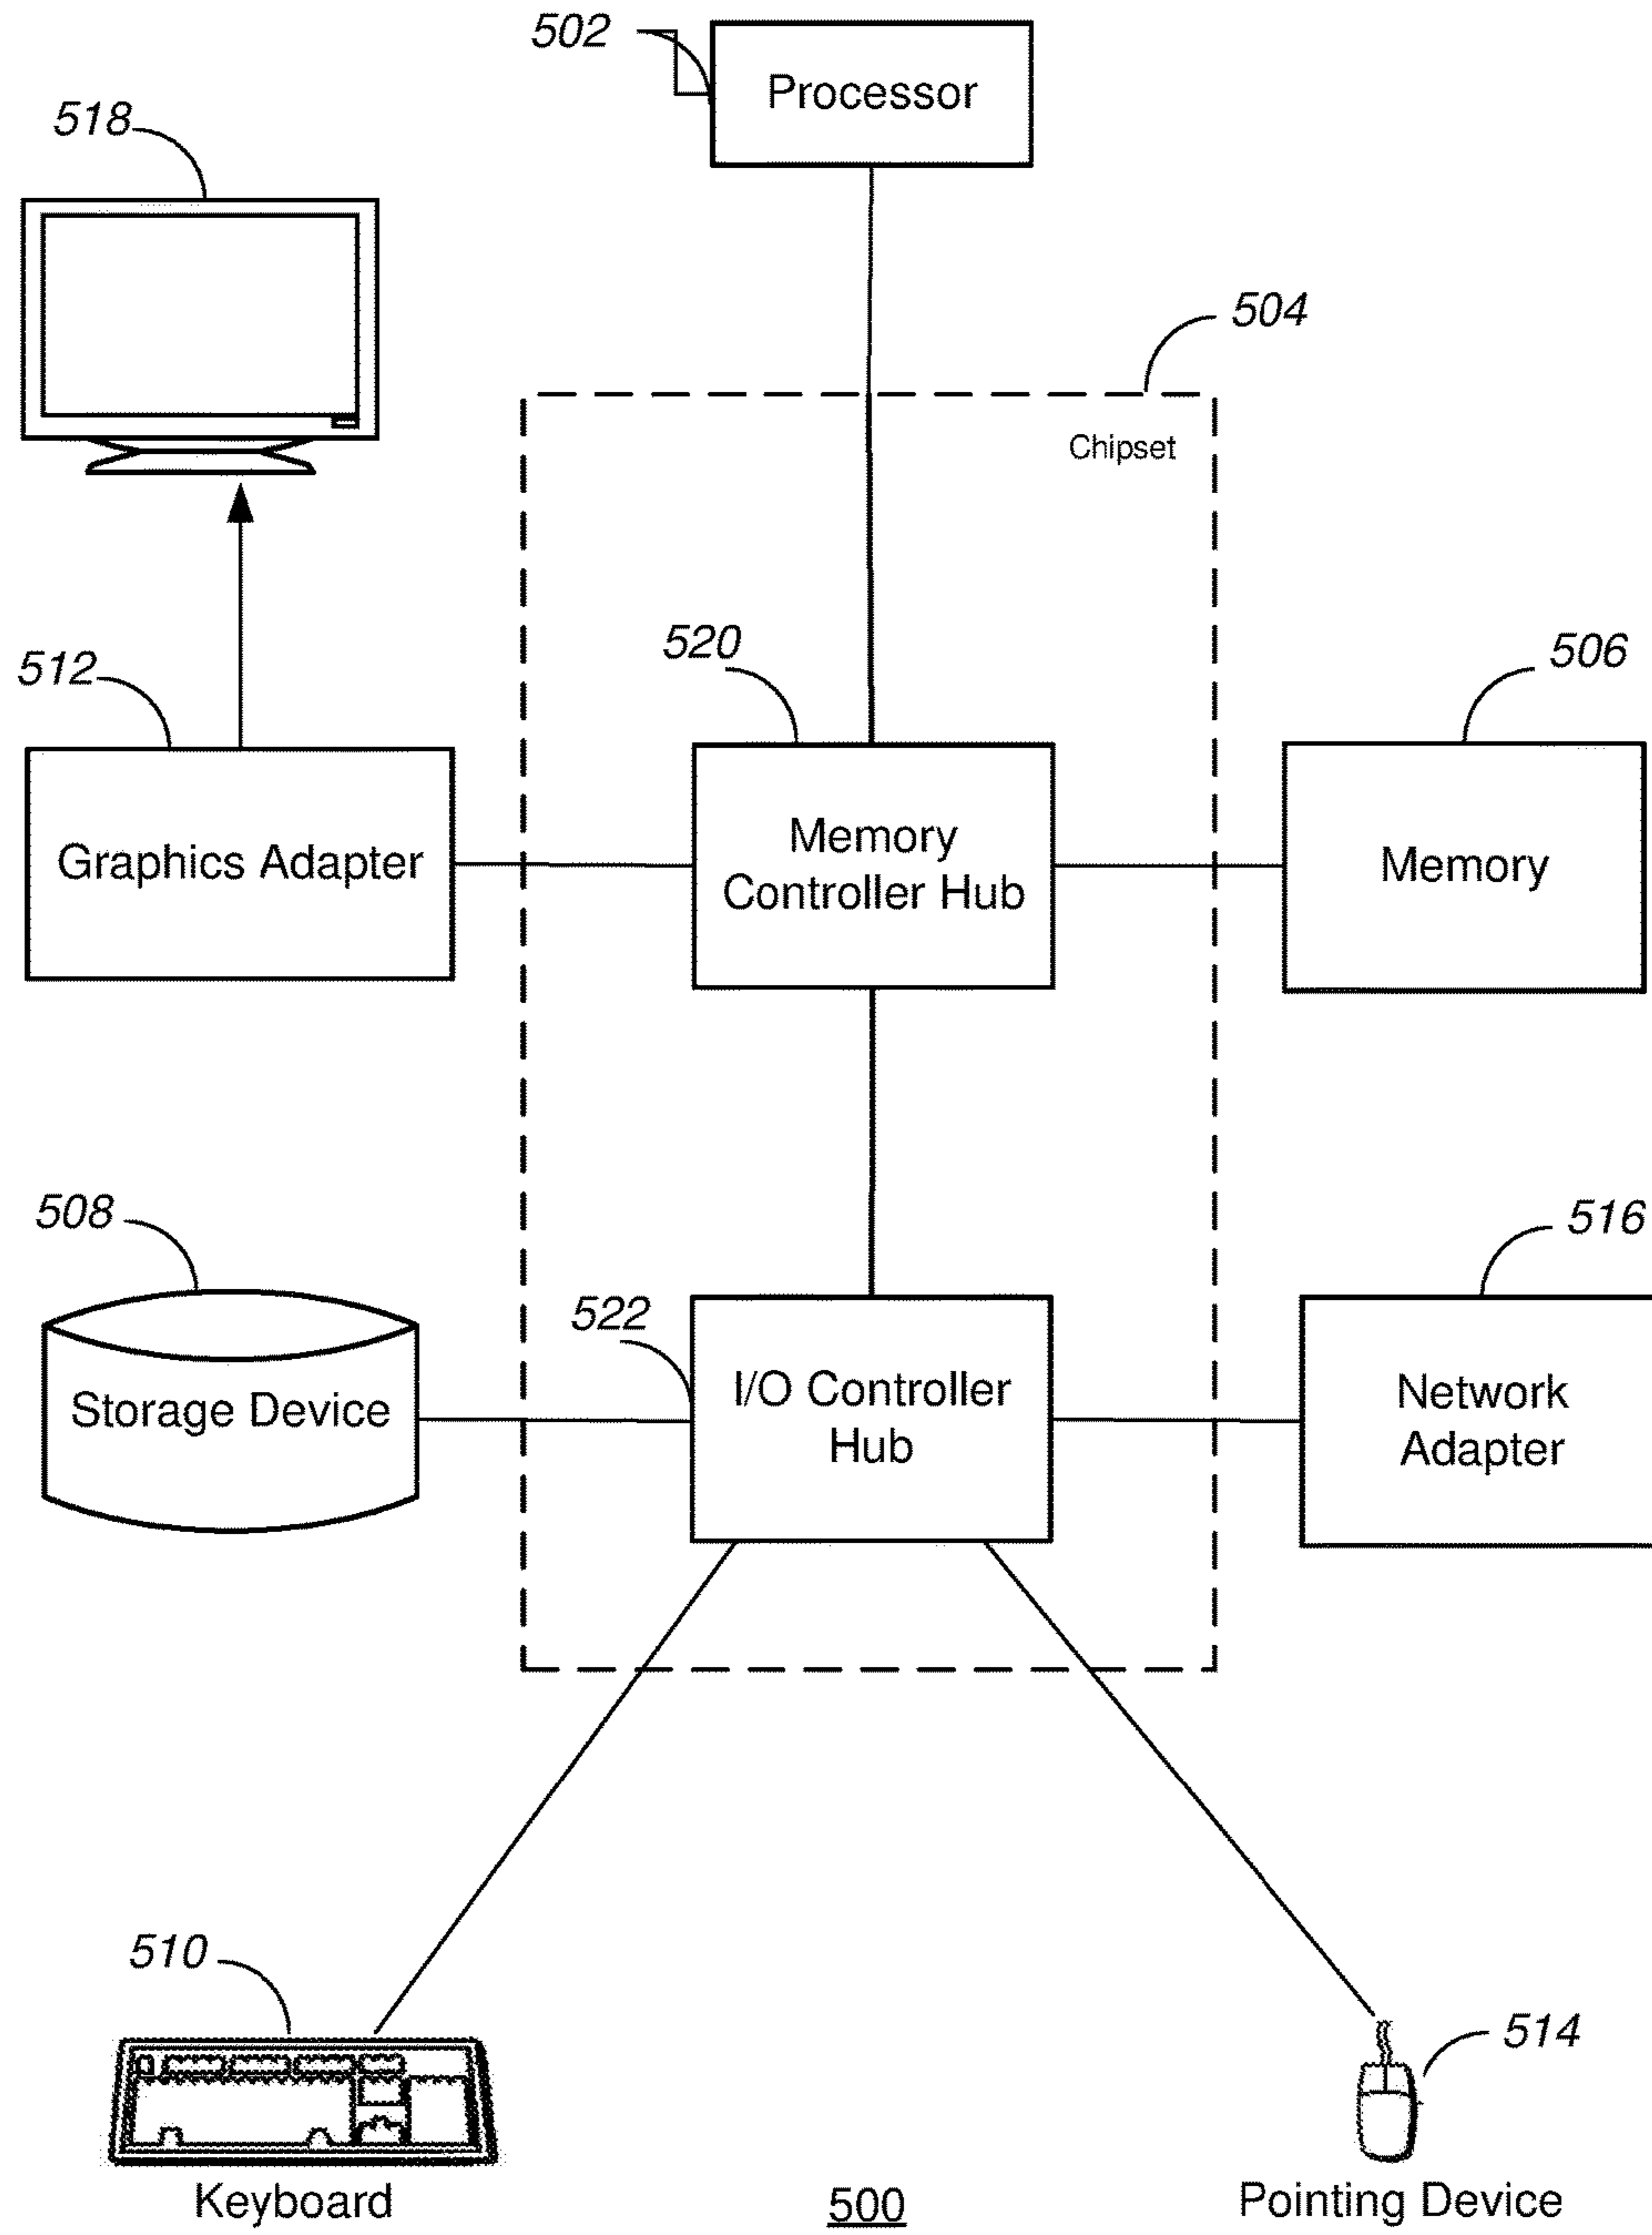 502
Processor
518
504
Chipset
520
506
512
Graphics Adapter
Memory
Controller Hub
Memory
508
516
522
Storage Device
I/O Controller
Hub
Network
Adapter
510
514
Keyboard
500
Pointing Device